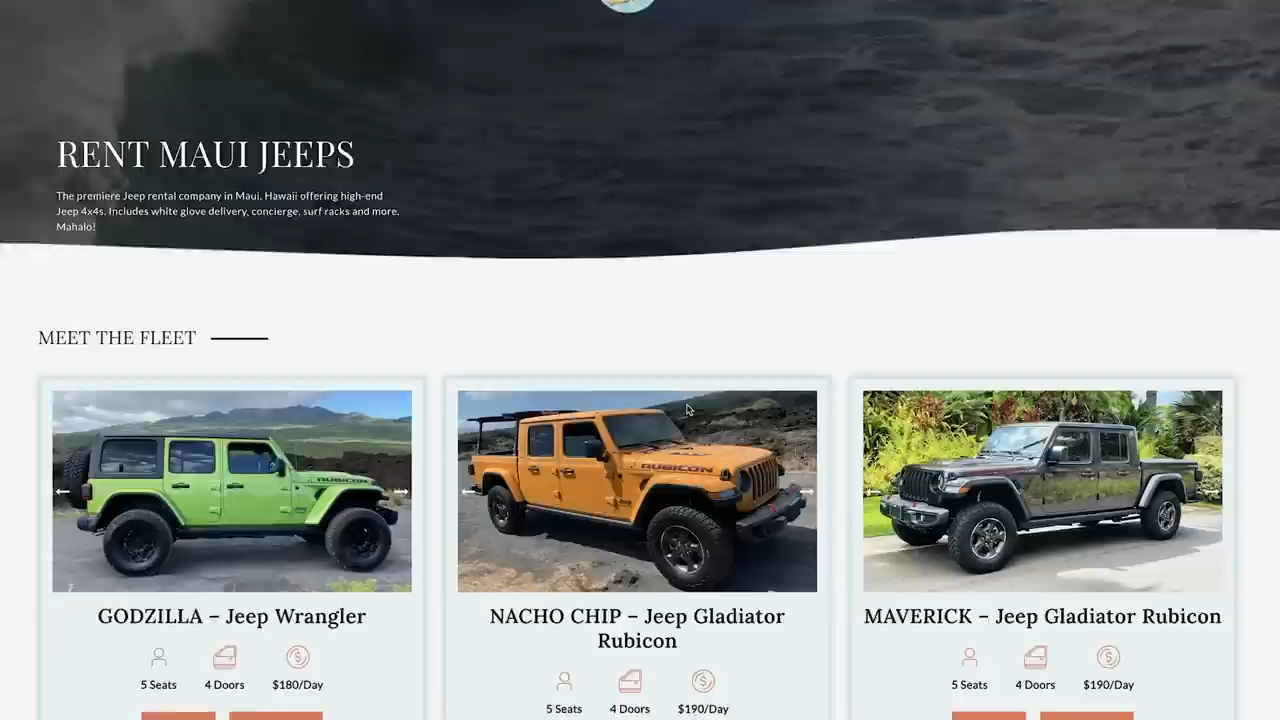 RENT MAUI JEEPS
The premiere Jeep rental company in Maui, Hawaii offering high-end
Jeep 4x4s. Includes white glove delivery, concierge, surf racks and more.
Mahalo!
MEET THE FLEET
RUBICON
RUBICON
GODZILLA – Jeep Wrangler
5 Seats
4 Doors
$180/Day
NACHO CHIP – Jeep Gladiator
Rubicon
5 Seats
4 Doors
$190/Day
MAVERICK – Jeep Gladiator Rubicon
5 Seats
4 Doors
$190/Day